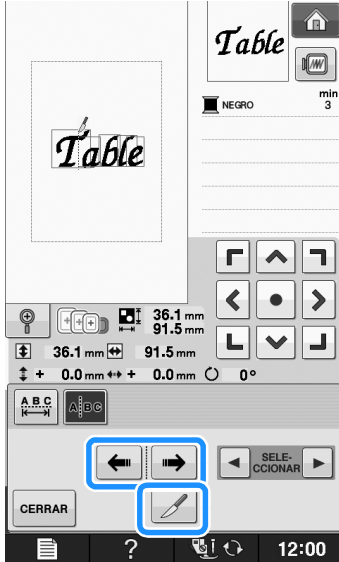 Table
NEGRO
min
3
Table
36.1 mm
91.5 mm
36.1 mm 91.5 mm
+ 0.0 mm + 0.0 mm 0°
A B C
A B C
SELE-
CCIONAR
CERRAR
? 12:00